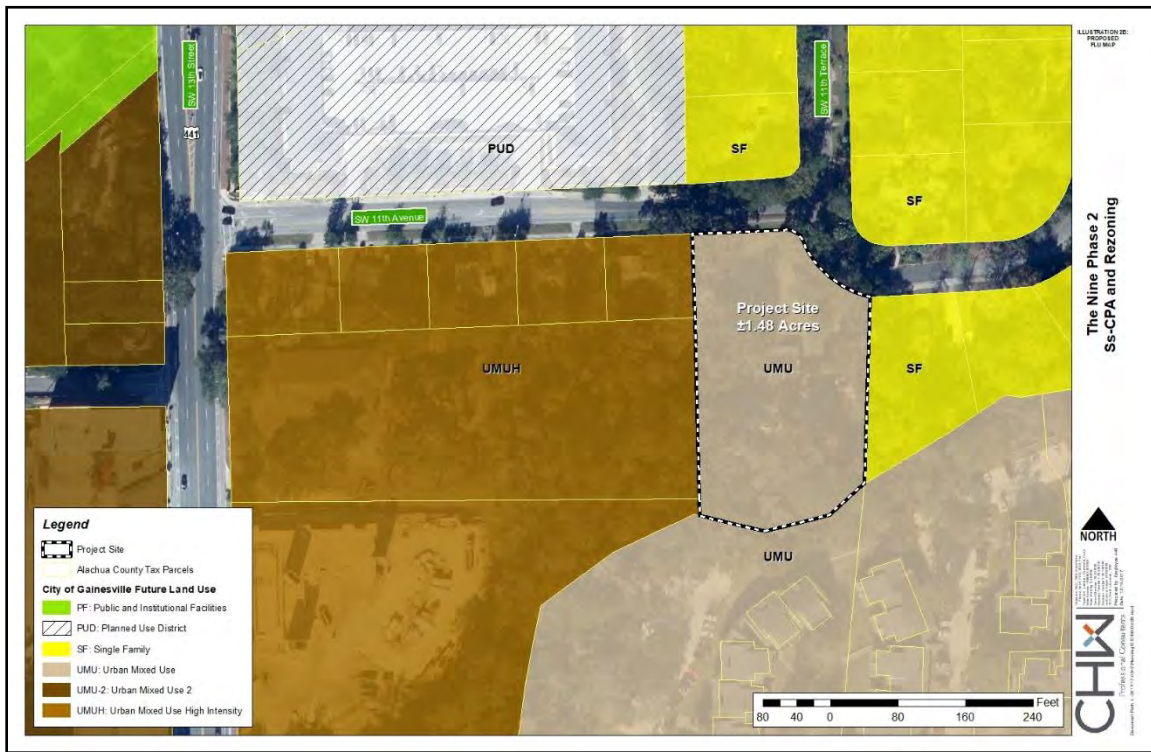 ILLUSTRATION 2B:
PROPOSED
FLU MAP
SW 13th Street
441
SW 11th Terrace
PUD
SF
SF
SW 11th Avenue
Project Site
±1.48 Acres
UMUH
UMU
SF
UMU
The Nine Phase 2
Ss-CPA and Rezoning
Legend
Project Site
Alachua County Tax Parcels
City of Gainesville Future Land Use
PF: Public and Institutional Facilities
PUD: Planned Use District
SF: Single Family
UMU: Urban Mixed Use
UMU-2: Urban Mixed Use 2
UMUH: Urban Mixed Use High Intensity
NORTH
CHW
Professional Consultants
Feet
80 40 0 80 160 240